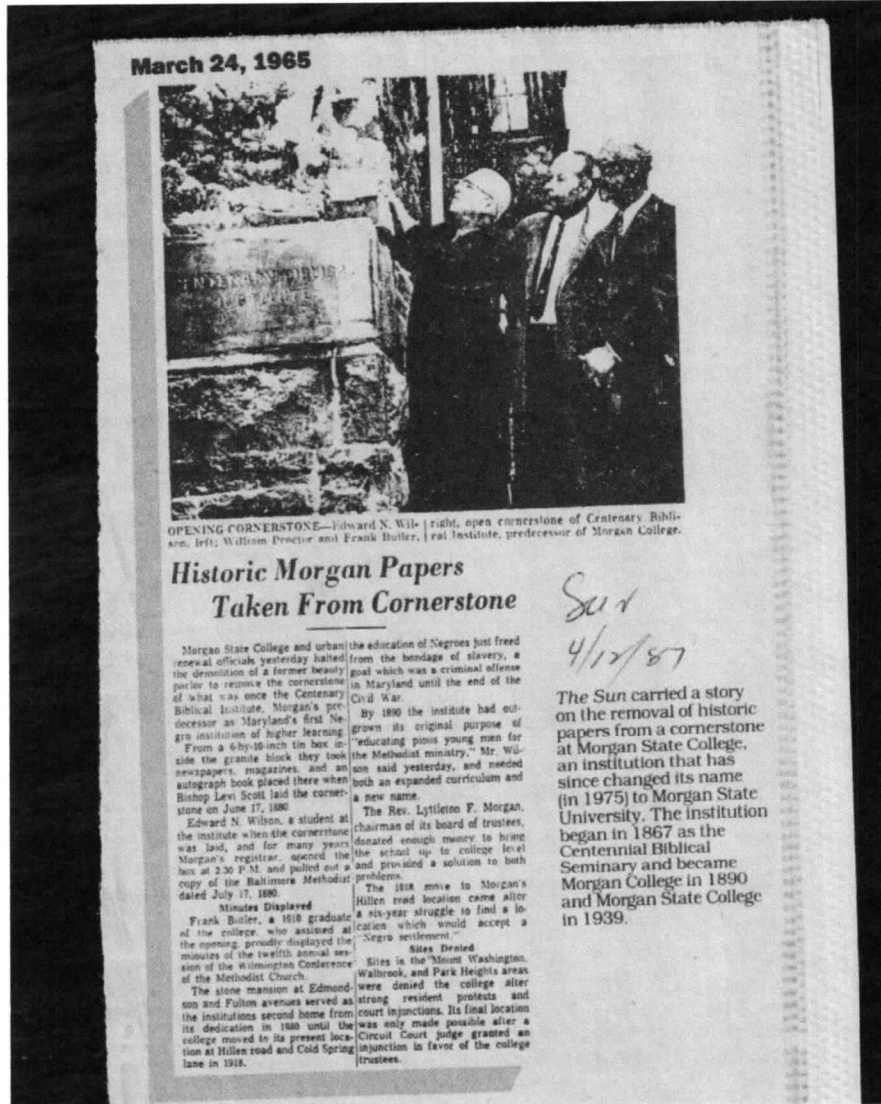 March 24, 1965
CENTENARY BIBLICAL
INSTITUTE
OPENING CORNERSTONE—Edward N. Wil-
son, left; William Proctor and Frank Butler,
right, open cornerstone of Centenary Bibli-
cal Institute, predecessor of Morgan College.
Historic Morgan Papers
Taken From Cornerstone
Morgan State College and urban
renewal officials yesterday halted
the demolition of a former beauty
parlor to remove the cornerstone
of what was once the Centenary
Biblical Institute, Morgan's pre-
decessor as Maryland's first Ne-
gro institution of higher learning.
From a 6-by-10-inch tin box in-
side the granite block they took
newspapers, magazines, and an
autograph book placed there when
Bishop Levi Scott laid the corner-
stone on June 17, 1880.
Edward N. Wilson, a student at
the institute when the cornerstone
was laid, and for many years
Morgan's registrar, opened the
box at 2.30 P.M. and pulled out a
copy of the Baltimore Methodist
dated July 17, 1880.
Minutes Displayed
Frank Butler, a 1910 graduate
of the college, who assisted at
the opening, proudly displayed the
minutes of the twelfth annual ses-
sion of the Wilmington Conference
of the Methodist Church.
The stone mansion at Edmond-
son and Fulton avenues served as
the institutions second home from
its dedication in 1880 until the
college moved to its present loca-
tion at Hillen road and Cold Spring
lane in 1918.
the education of Negroes just freed
from the bondage of slavery, a
goal which was a criminal offense
in Maryland until the end of the
Civil War.
By 1890 the institute had out-
grown its original purpose of
"educating pious young men for
the Methodist ministry," Mr. Wil-
son said yesterday, and needed
both an expanded curriculum and
a new name.
The Rev. Lyttleton F. Morgan,
chairman of its board of trustees,
donated enough money to bring
the school up to college level
and provided a solution to both
problems.
The 1918 move to Morgan's
Hillen road location came after
a six-year struggle to find a lo-
cation which would accept a
"Negro settlement."
Sites Denied
Sites in the Mount Washington,
Walbrook, and Park Heights areas
were denied the college after
strong resident protests and
court injunctions. Its final location
was only made possible after a
Circuit Court judge granted an
injunction in favor of the college
trustees.
Sun
4/12/87
The Sun carried a story
on the removal of historic
papers from a cornerstone
at Morgan State College,
an institution that has
since changed its name
(in 1975) to Morgan State
University. The institution
began in 1867 as the
Centennial Biblical
Seminary and became
Morgan College in 1890
and Morgan State College
in 1939.